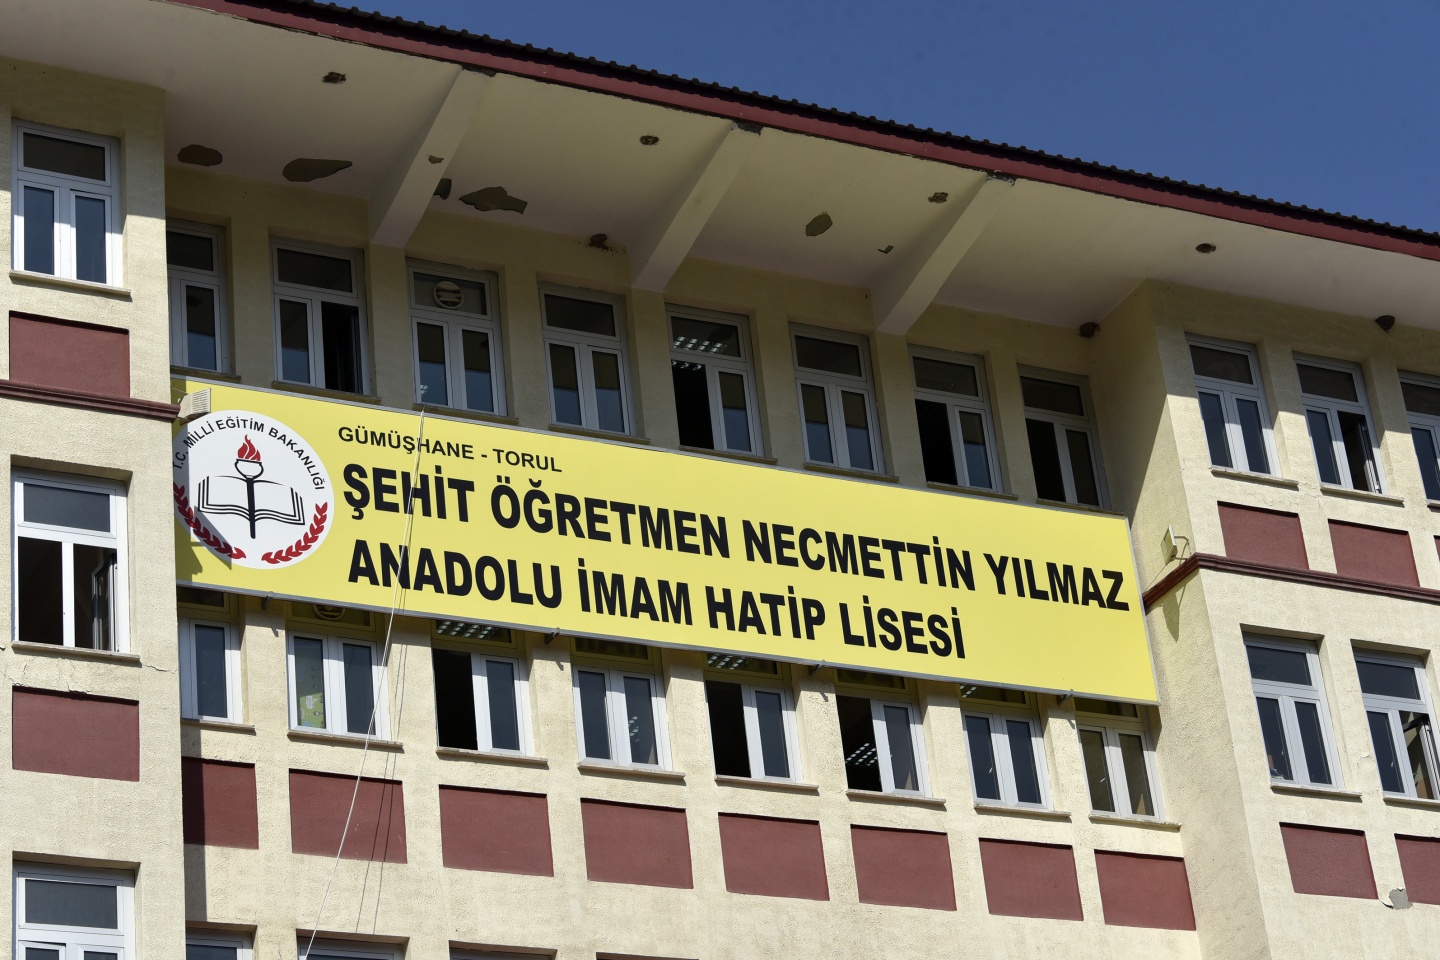 T.C. MİLLİ EĞİTİM BAKANLIĞI
GÜMÜŞHANE - TORUL
ŞEHİT ÖĞRETMEN NECMETTİN YILMAZ
ANADOLU İMAM HATİP LİSESİ